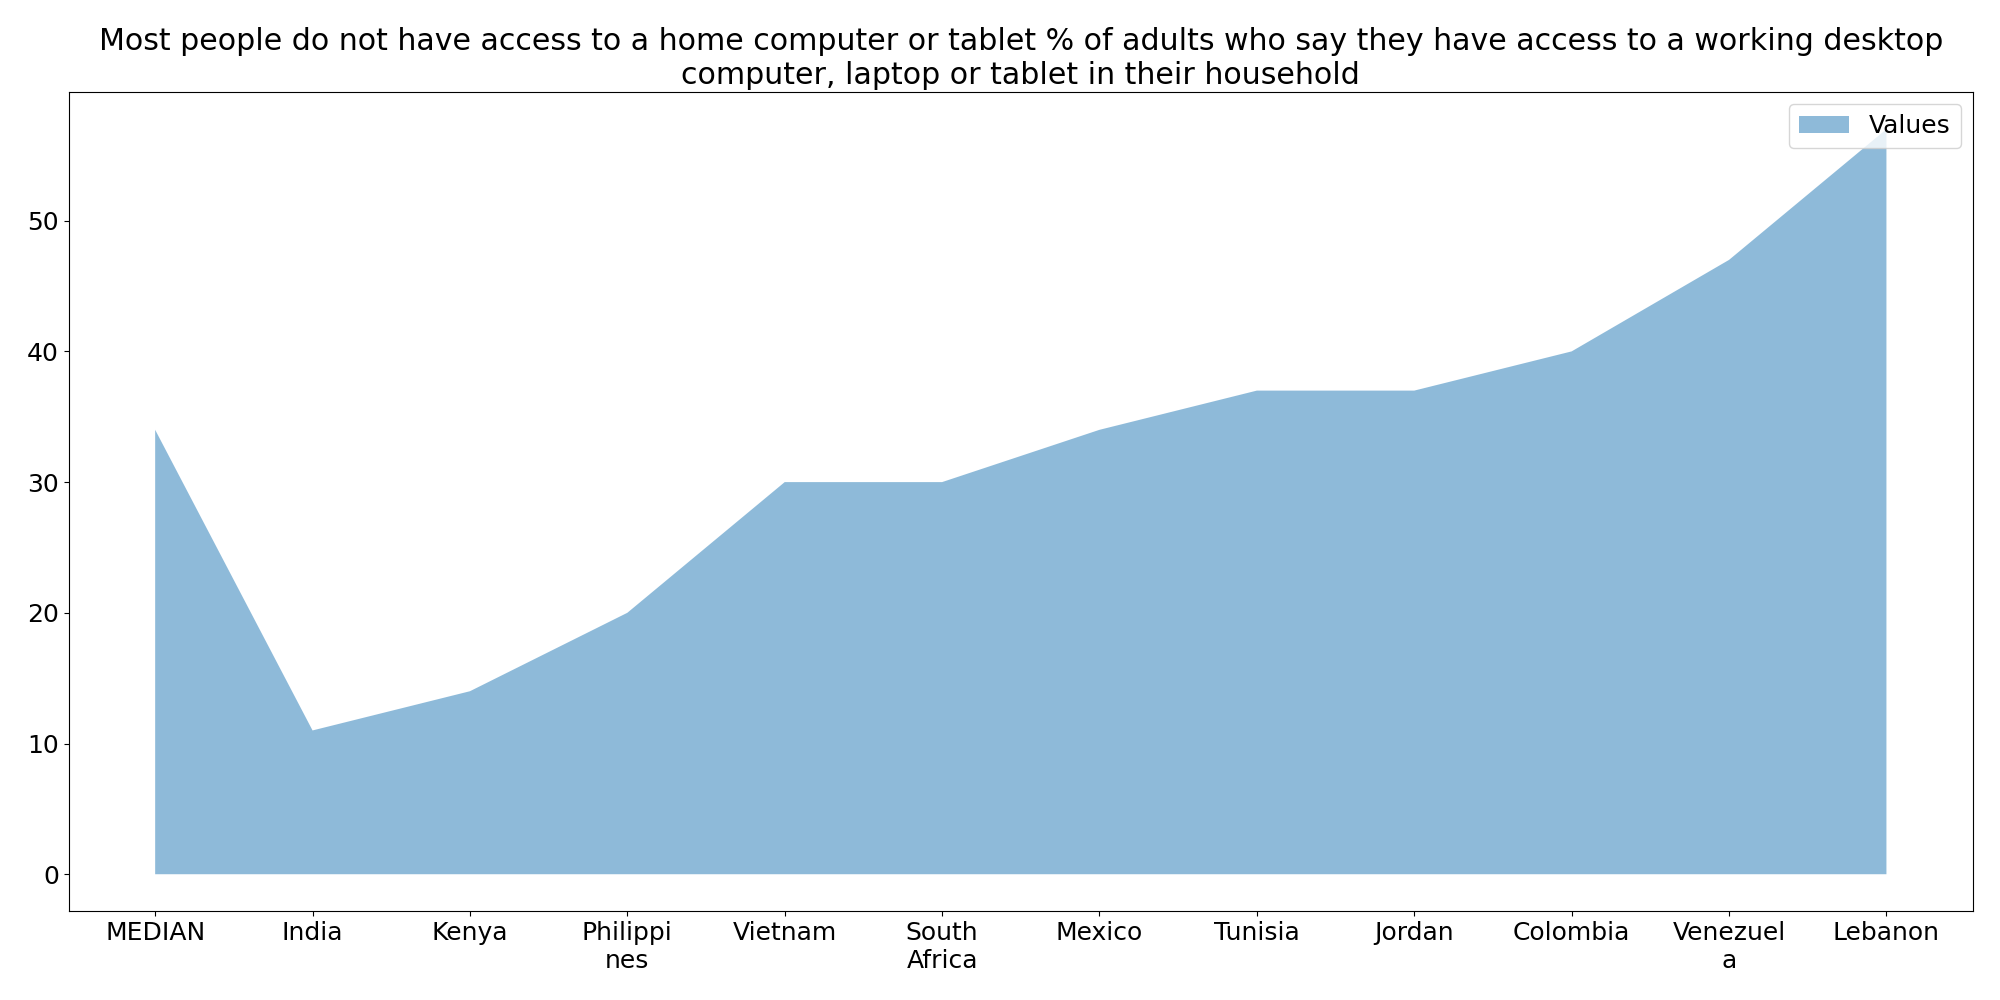 Most people do not have access to a home computer or tablet % of adults who say they have access to a working desktop
computer, laptop or tablet in their household
Values
50
40
30
20
10
0
MEDIAN
India
Kenya
Philippi
nes
Vietnam
South
Africa
Mexico
Tunisia
Jordan
Colombia
Venezuel
a
Lebanon